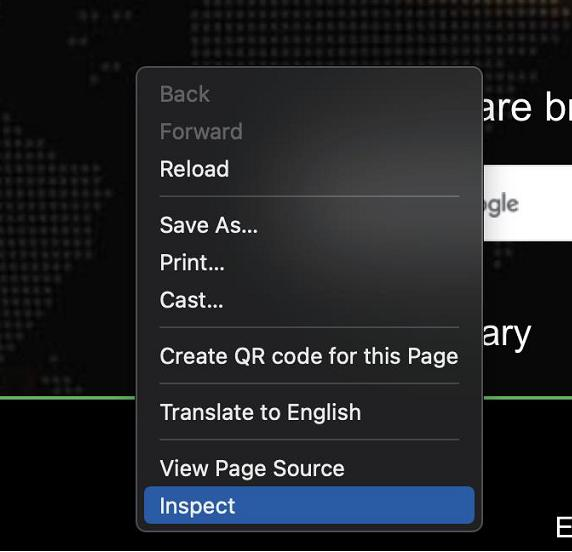 Back
Forward
are br
Reload
ogle
Save As...
Print...
Cast...
ary
Create QR code for this Page
Translate to English
View Page Source
Inspect
E